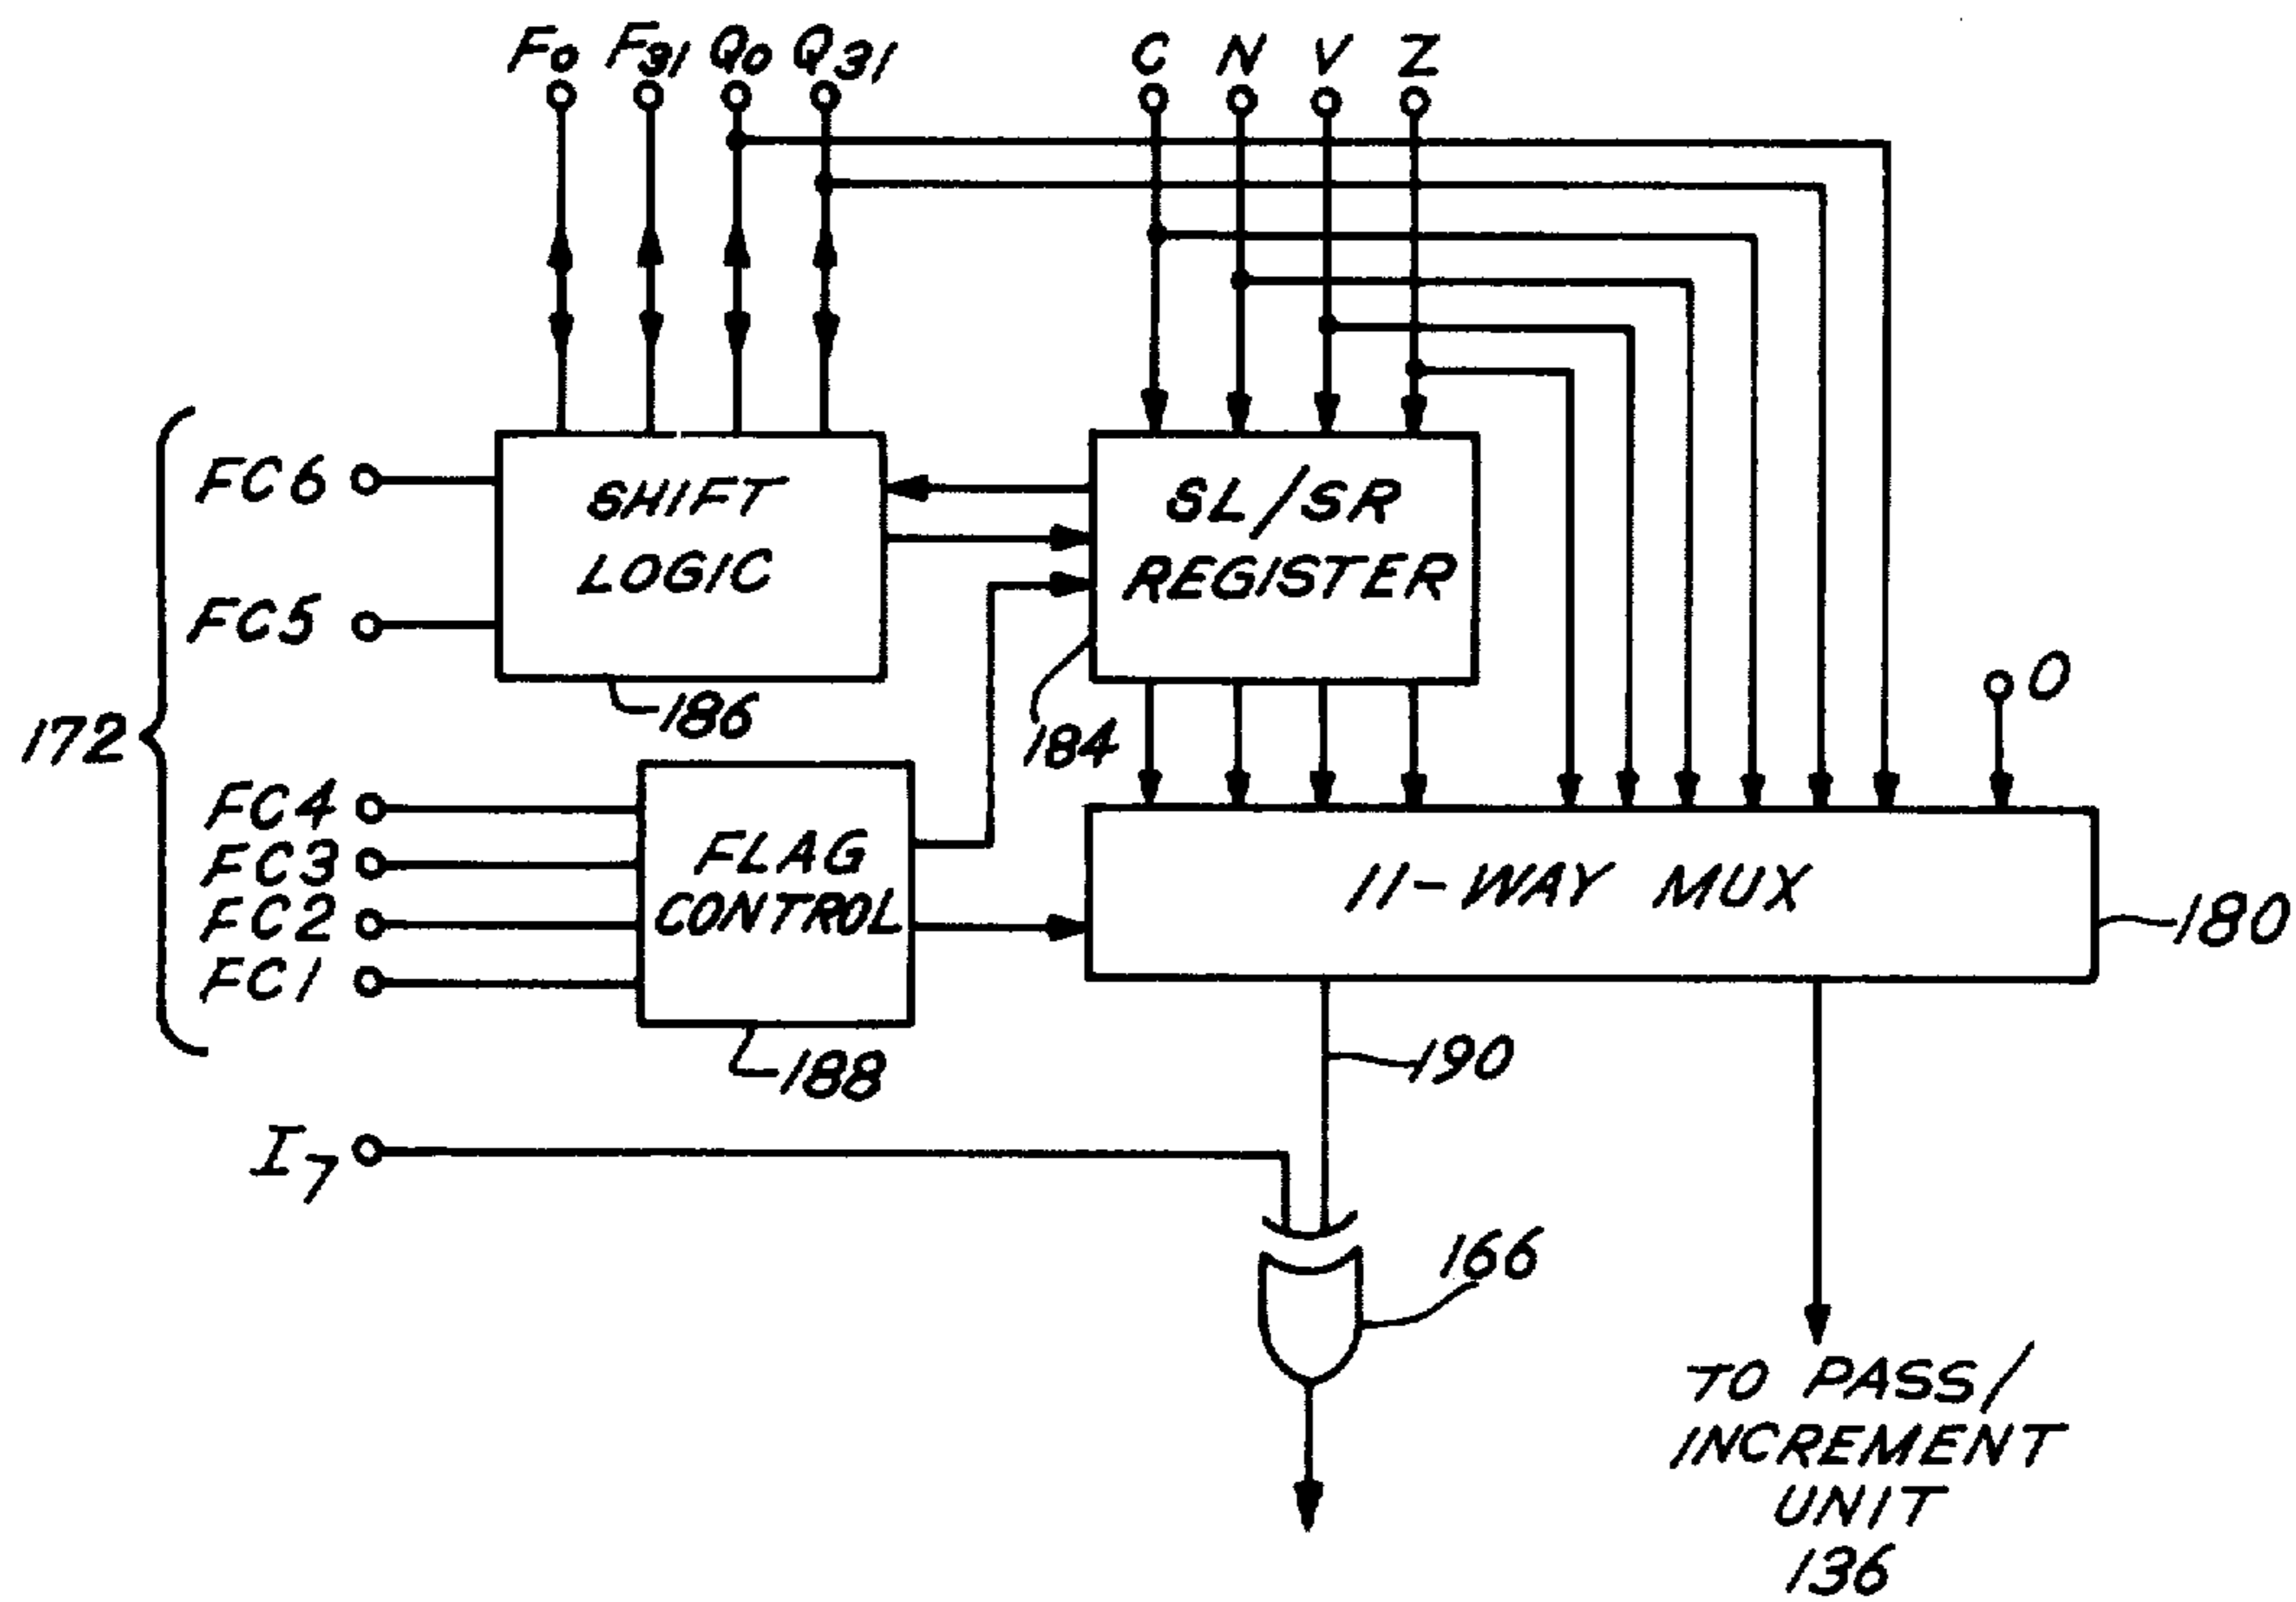 F0 F31 Q0 Q31 C N V Z
FC6
SHIFT
LOGIC
SL/SR
REGISTER
FC5
0
186
184
172
FC4
FC3
FC2
FC1
FLAG
CONTROL
11-WAY MUX
180
188
190
I7
166
TO PASS/
INCREMENT
UNIT
136